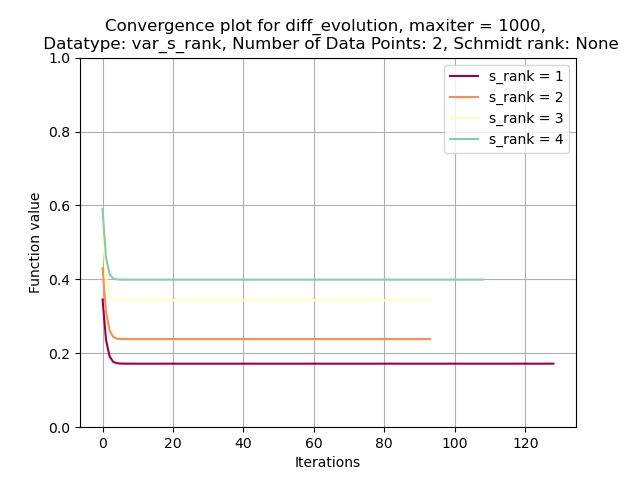 Convergence plot for diff_evolution, maxiter = 1000,
Datatype: var_s_rank, Number of Data Points: 2, Schmidt rank: None
s_rank = 1
s_rank = 2
s_rank = 3
s_rank = 4
Function value
1.0
0.8
0.6
0.4
0.2
0.0
0 20 40 60 80 100 120
Iterations